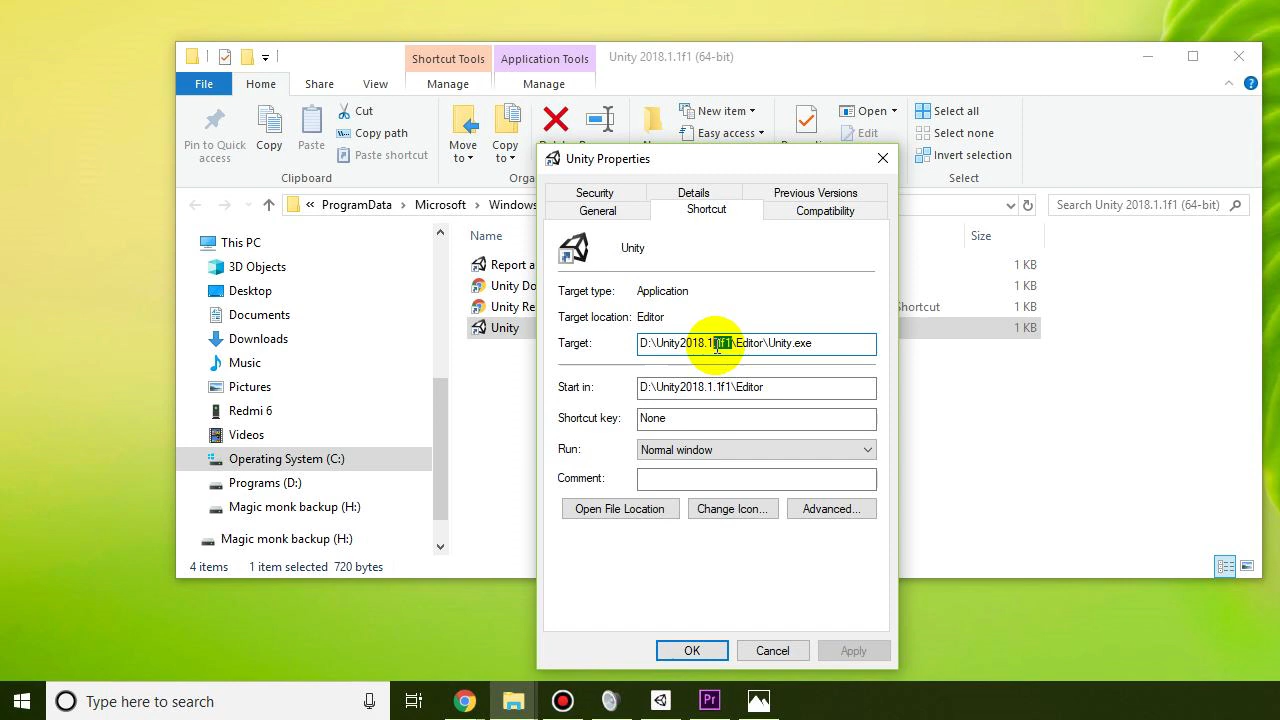 Shortcut Tools
Application Tools
Unity 2018.1.1f1 (64-bit)
File
Home
Share
View
Manage
Manage
Pin to Quick
access
Copy
Paste
Cut
Copy path
Paste shortcut
Clipboard
Move
to
Copy
to
New item
Easy access
Open
Edit
Select all
Select none
Invert selection
Select
« ProgramData > Microsoft > Windows
Search Unity 2018.1.1f1 (64-bit)
This PC
3D Objects
Desktop
Documents
Downloads
Music
Pictures
Redmi 6
Videos
Operating System (C:)
Programs (D:)
Magic monk backup (H:)
Magic monk backup (H:)
4 items
1 item selected 720 bytes
Name
Size
Report a
1 KB
Unity Do
1 KB
Unity Re
Shortcut
1 KB
Unity
1 KB
Unity Properties
Security
Details
Previous Versions
General
Shortcut
Compatibility
Unity
Target type: Application
Target location: Editor
Target: D:\Unity2018.1.1f1\Editor\Unity.exe
Start in: D:\Unity2018.1.1f1\Editor
Shortcut key: None
Run: Normal window
Comment:
Open File Location
Change Icon...
Advanced...
OK
Cancel
Apply
Type here to search
Pr